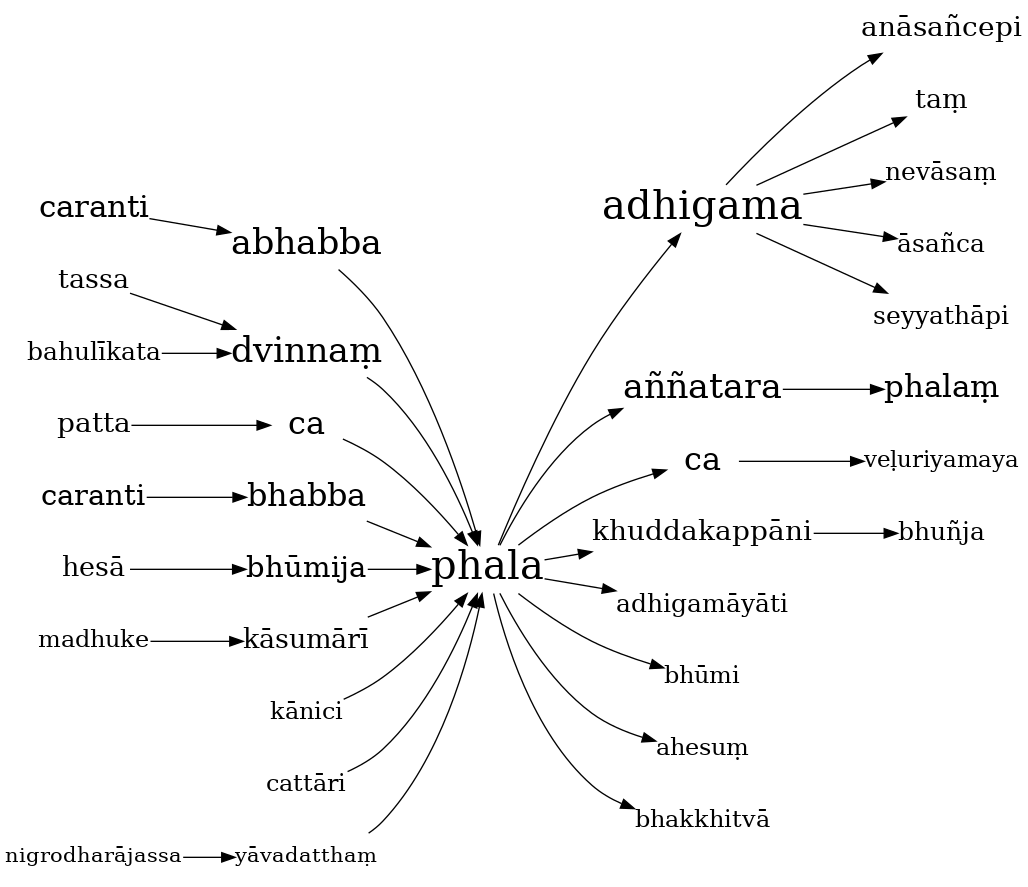 anāsañcepi
taṃ
nevāsaṃ
caranti
adhigama
abhabba
āsañca
tassa
seyyathāpi
bahulīkata
dvinnaṃ
aññatara
phalaṃ
patta
ca
ca
veḷuriyamaya
caranti
bhabba
khuddakappāni
bhuñja
hesā
bhūmija
phala
adhigamāyāti
madhuke
kāsumārī
bhūmi
kānici
ahesuṃ
cattāri
bhakkhitvā
nigrodharājassa
yāvadatthaṃ